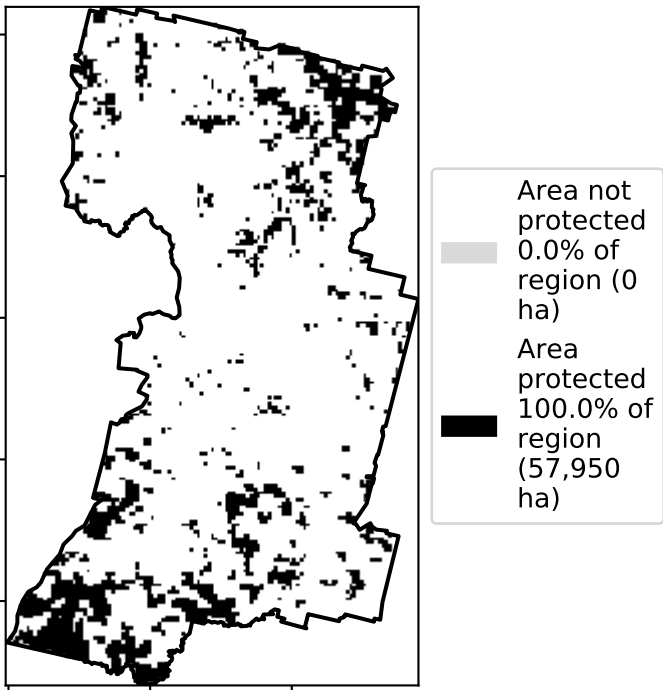 Area not
protected
0.0% of
region (0
ha)
Area
protected
100.0% of
region
(57,950
ha)